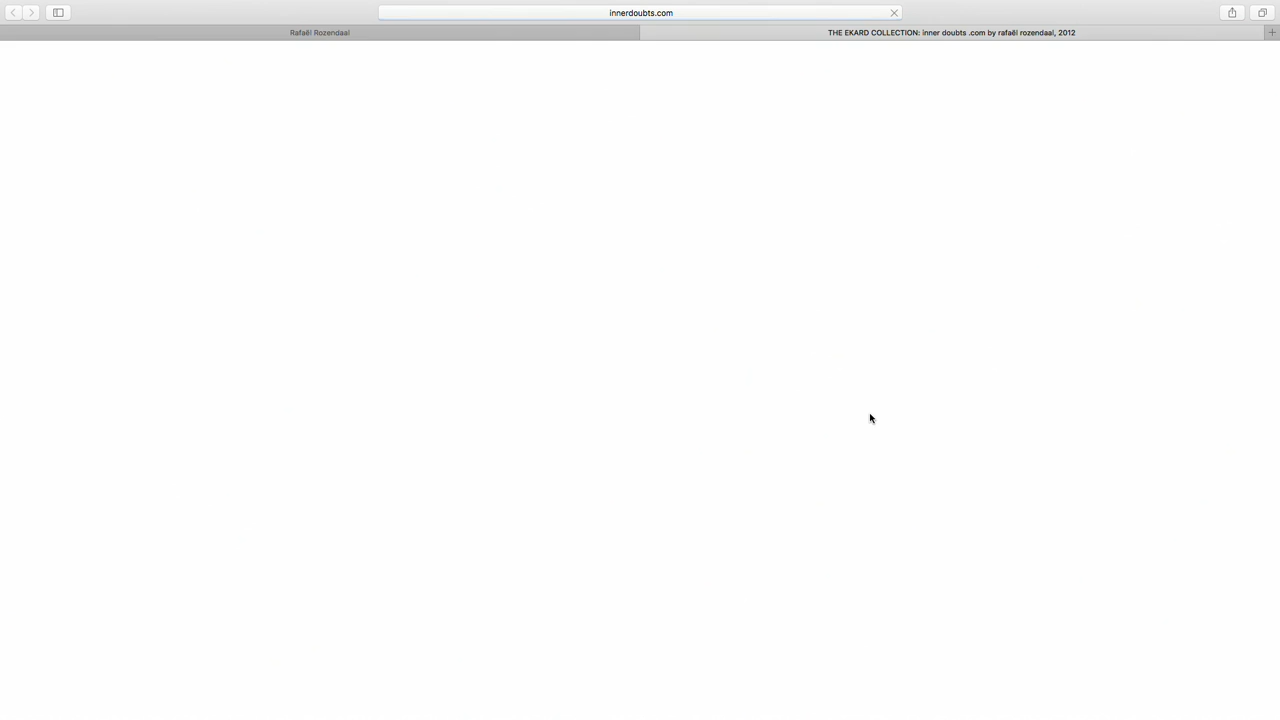 innerdoubts.com
Rafaël Rozendaal
THE EKARD COLLECTION: inner doubts .com by rafaël rozendaal, 2012